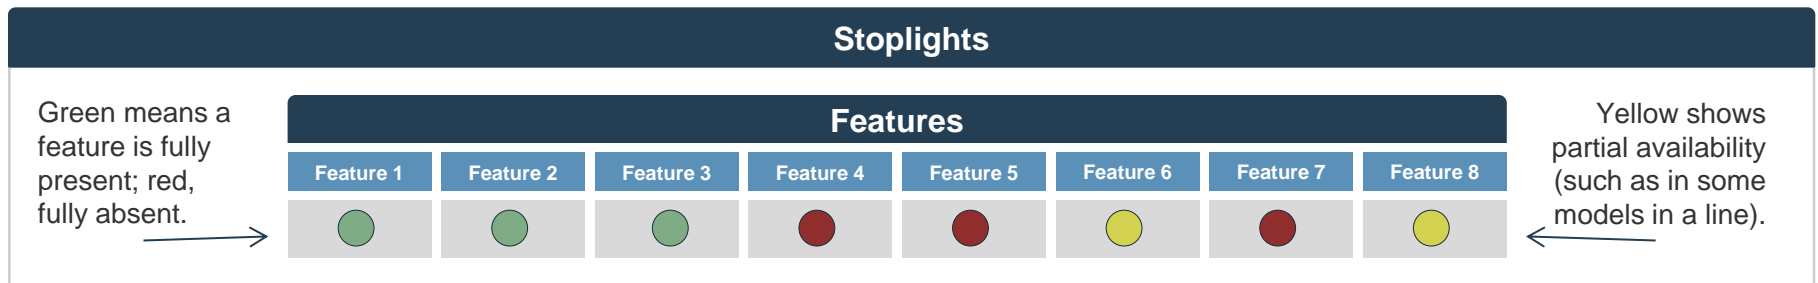 Stoplights
Green means a
feature is fully
present; red,
fully absent.
Features
Feature 1
Feature 2
Feature 3
Feature 4
Feature 5
Feature 6
Feature 7
Feature 8
Yellow shows
partial availability
(such as in some
models in a line).